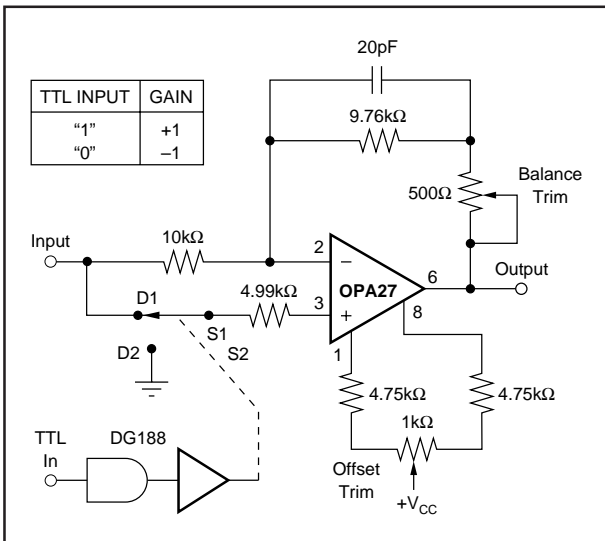 20pF
TTL INPUT GAIN
“1” +1
“0” –1
9.76kΩ
500Ω
Balance
Trim
Input
10kΩ
2
–
6
Output
OPA27
D1
4.99kΩ
3
+
8
S1
D2
S2
1
4.75kΩ
4.75kΩ
1kΩ
TTL
In
DG188
Offset
Trim
+VCC